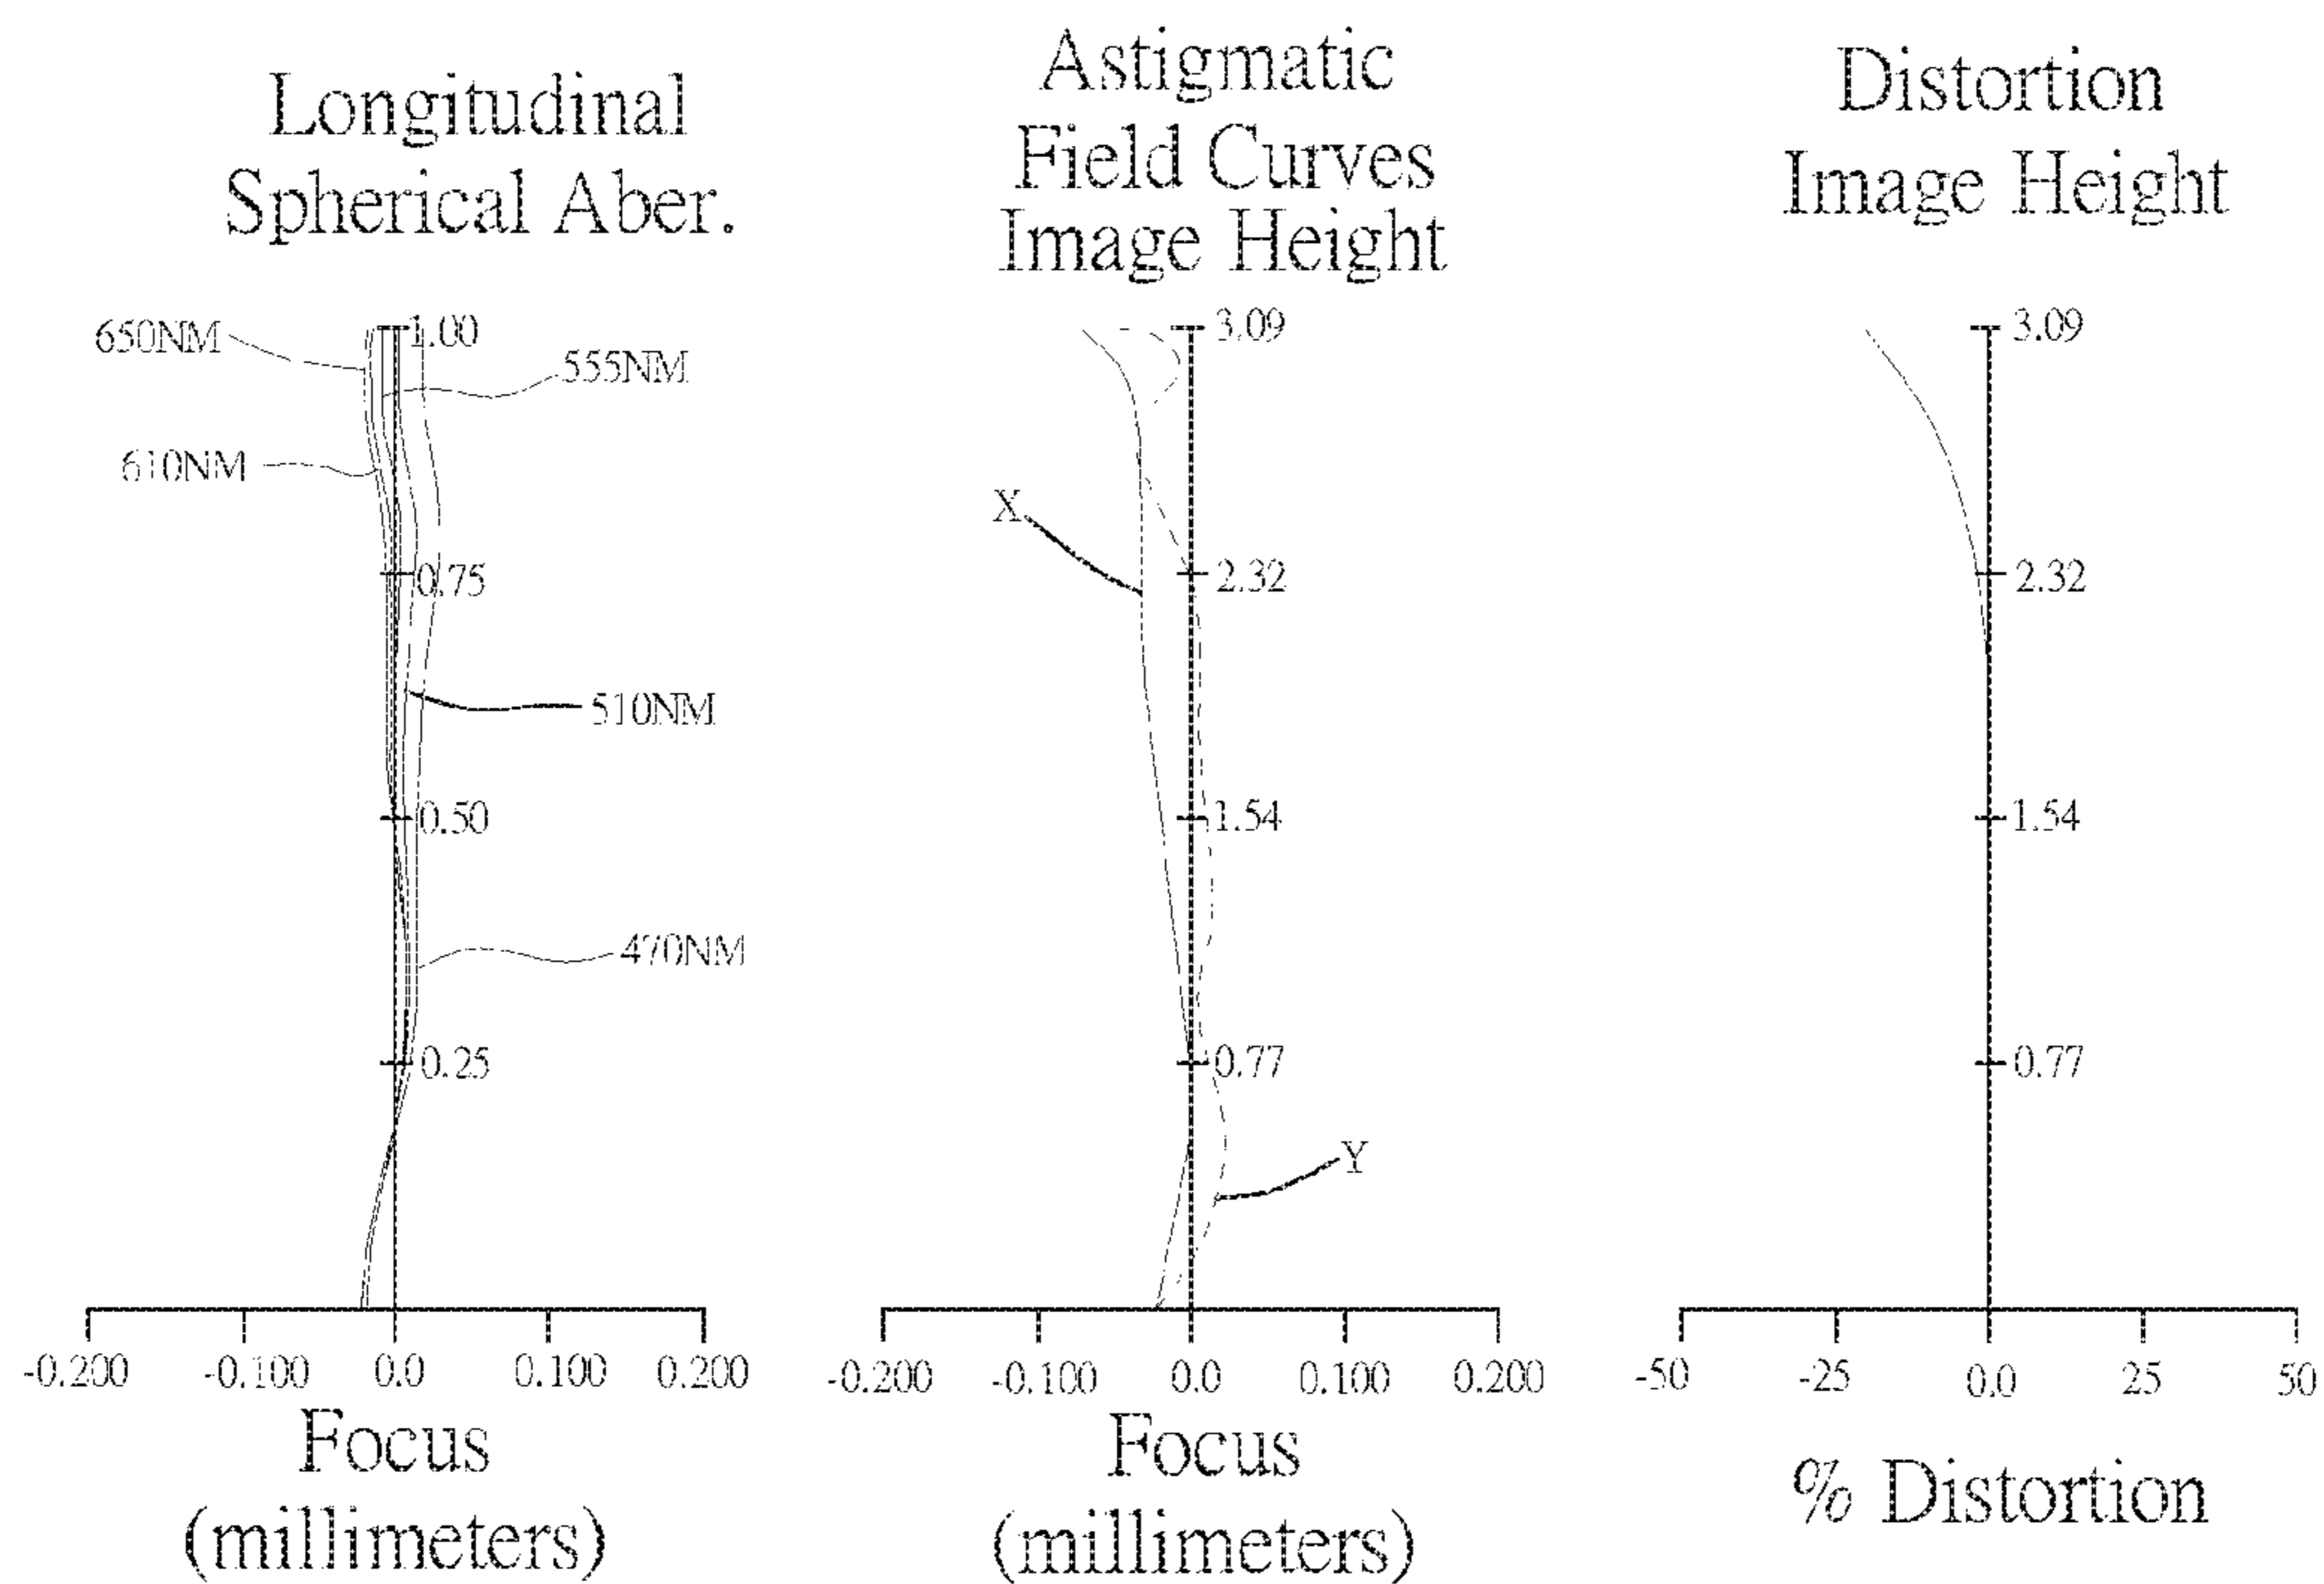 Longitudinal
Spherical Aber.
650NM
1.00
555NM
610NM
0.75
510NM
0.50
470NM
0.25
-0.200 -0.100 0.0 0.100 0.200
Focus
(millimeters)
Astigmatic
Field Curves
Image Height
3.09
X
2.32
1.54
0.77
Y
-0.200 -0.100 0.0 0.100 0.200
Focus
(millimeters)
Distortion
Image Height
3.09
2.32
1.54
0.77
-50 -25 0.0 25 50
% Distortion